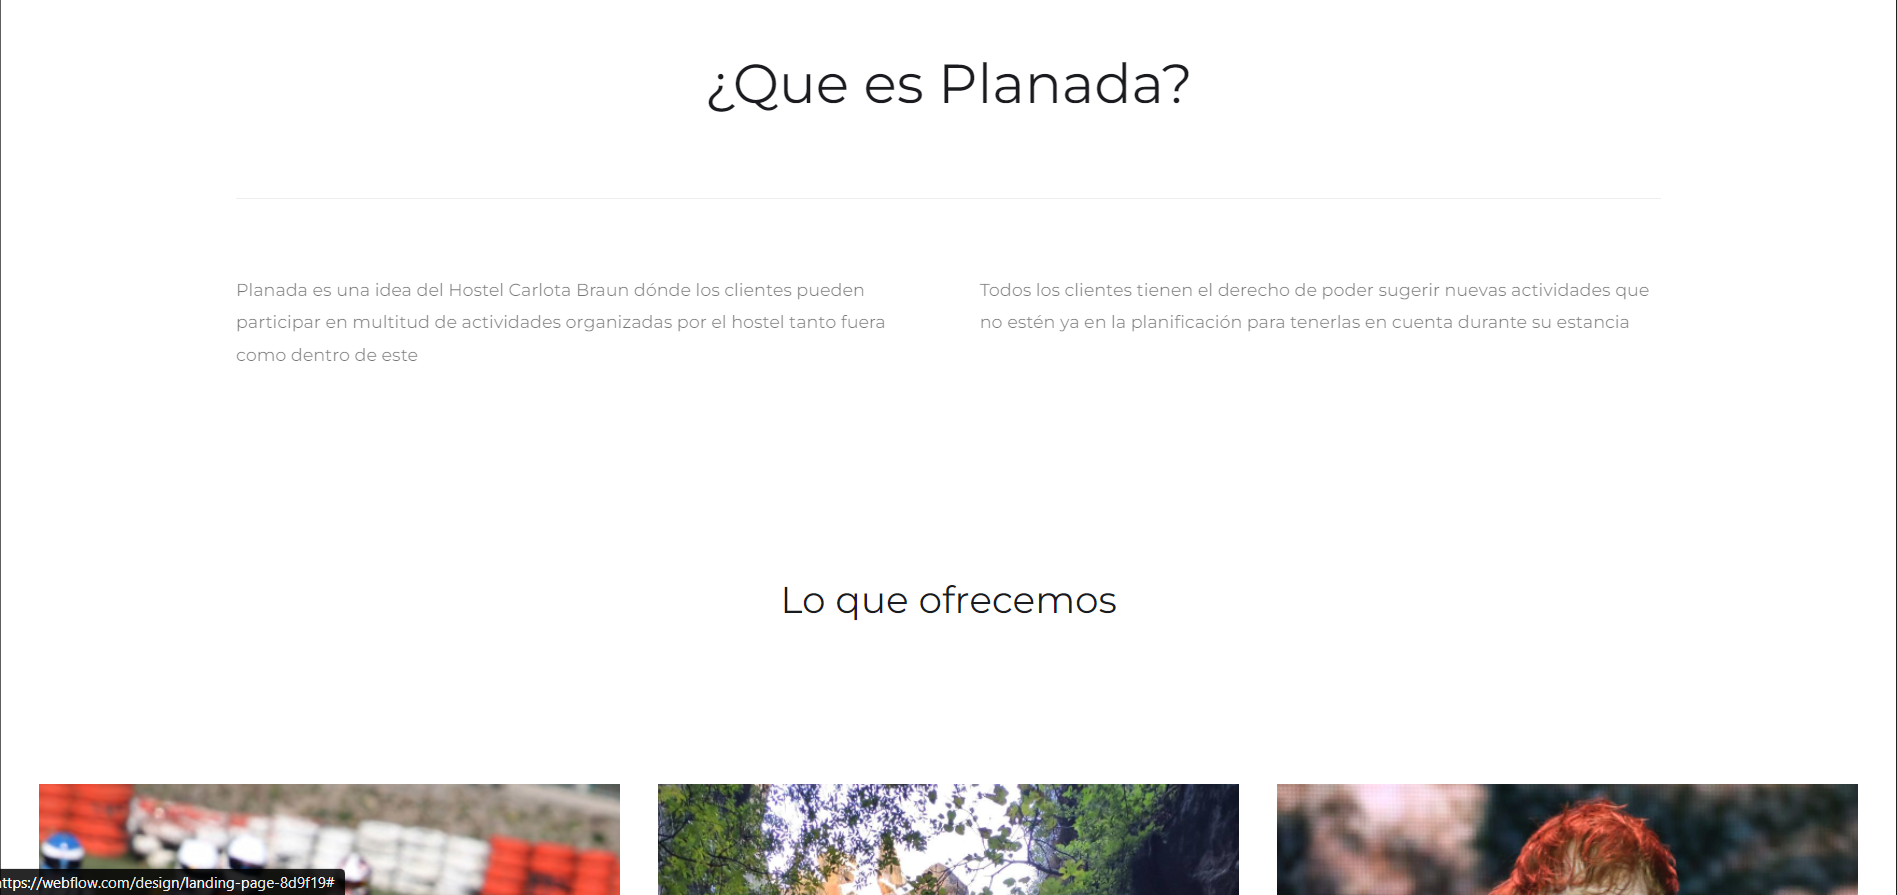 ¿Que es Planada?
Planada es una idea del Hostel Carlota Braun dónde los clientes pueden
participar en multitud de actividades organizadas por el hostel tanto fuera
como dentro de este
Todos los clientes tienen el derecho de poder sugerir nuevas actividades que
no estén ya en la planificación para tenerlas en cuenta durante su estancia
Lo que ofrecemos
ttps://webflow.com/design/landing-page-8d9f19#